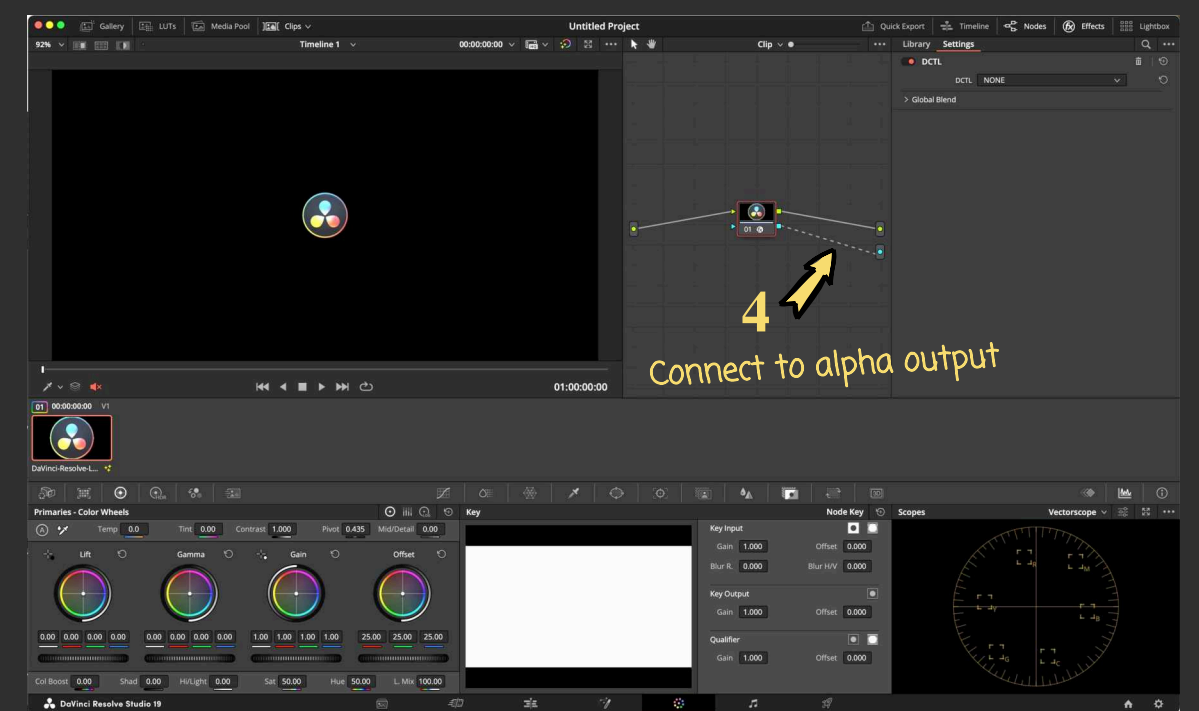 Gallery LUTs Media Pool Clips Untitled Project Quick Export Timeline Nodes Effects Lightbox
92% Timeline 1 00:00:00:00 Clip Library Settings
DCTL
DCTL NONE
Global Blend
01
4
Connect to alpha output
01:00:00:00
01 00:00:00:00 V1
DaVinci-Resolve-L...
HDR
3D
Primaries - Color Wheels Key Node Key Scopes Vectorscope
A Temp 0.0 Tint 0.00 Contrast 1.000 Pivot 0.435 Mid/Detail 0.00
Lift Gamma Gain Offset
0.00 0.00 0.00 0.00 0.00 0.00 0.00 0.00 1.00 1.00 1.00 1.00 25.00 25.00 25.00
Col Boost 0.00 Shad 0.00 Hi/Light 0.00 Sat 50.00 Hue 50.00 L. Mix 100.00
Key Input
Gain 1.000 Offset 0.000
Blur R. 0.000 Blur H/V 0.000
Key Output
Gain 1.000 Offset 0.000
Qualifier
Gain 1.000 Offset 0.000
R M
Y B
G C
DaVinci Resolve Studio 19